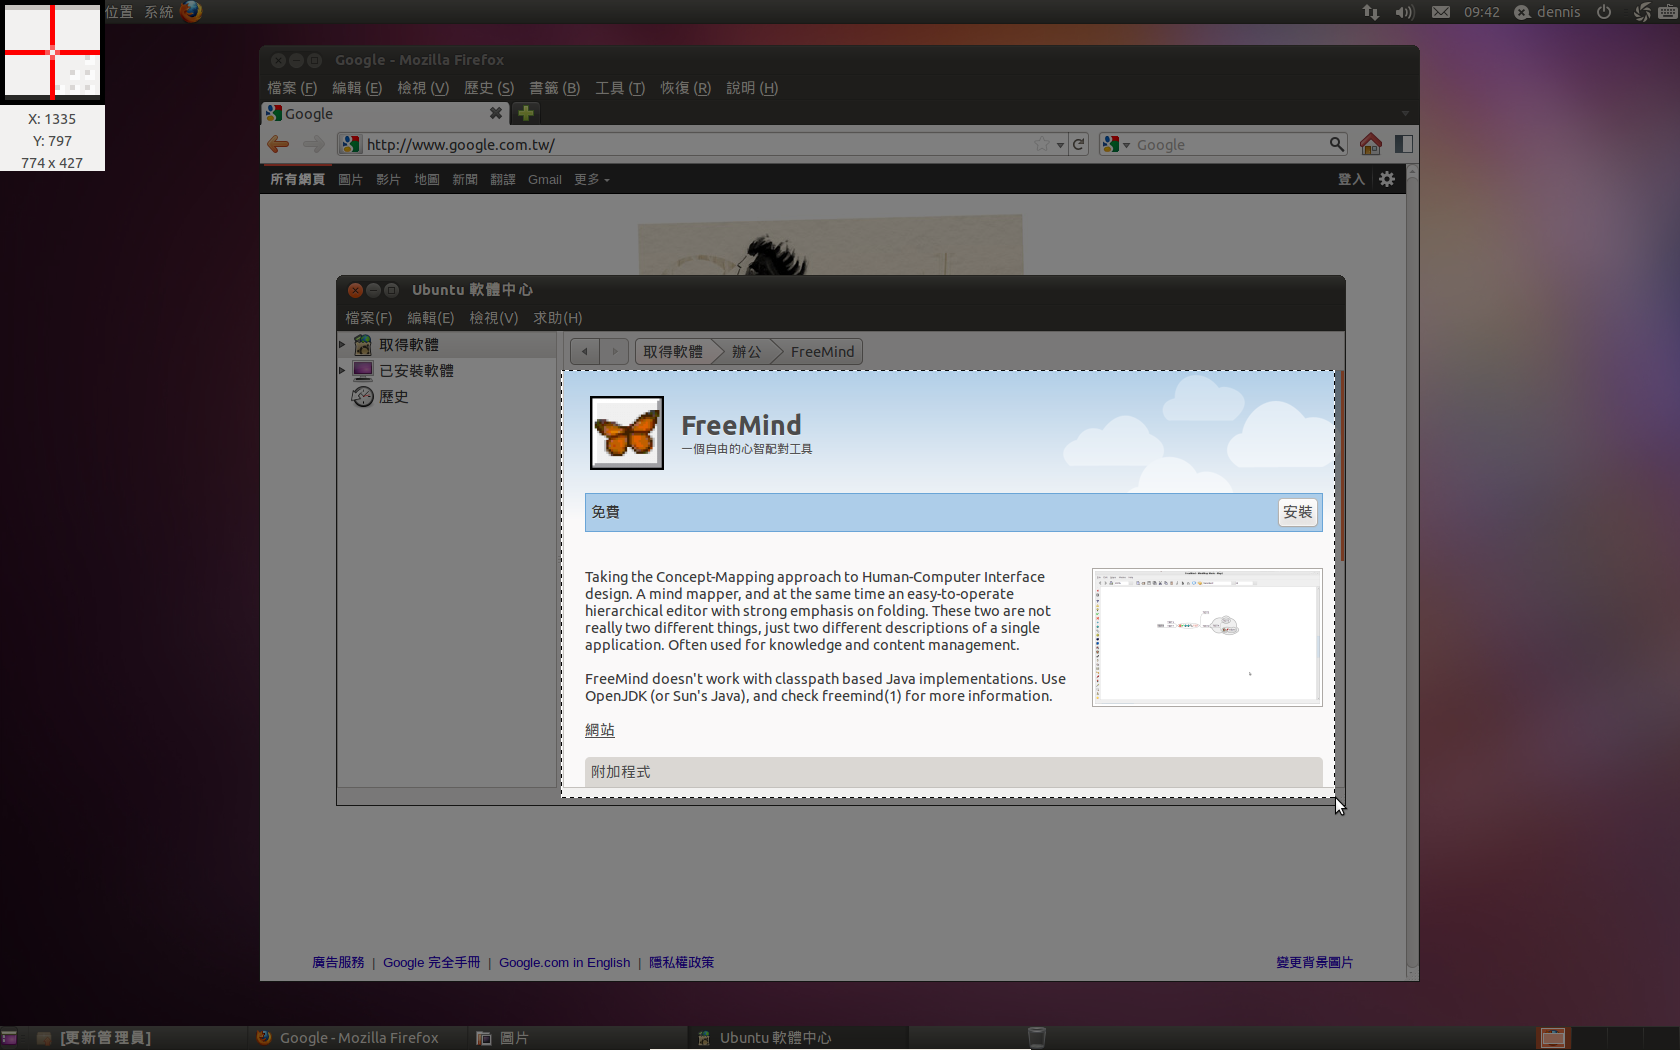 位置 系統
09:42 dennis
X: 1335
Y: 797
774 x 427
Google - Mozilla Firefox
檔案 (F) 編輯 (E) 檢視 (V) 歷史 (S) 書籤 (B) 工具 (T) 恢復 (R) 說明 (H)
Google
http://www.google.com.tw/
Google
所有網頁 圖片 影片 地圖 新聞 翻譯 Gmail 更多
登入
Ubuntu 軟體中心
檔案(F) 編輯(E) 檢視(V) 求助(H)
取得軟體
已安裝軟體
歷史
取得軟體 辦公 FreeMind
FreeMind
一個自由的心智配對工具
免費
安裝
Taking the Concept-Mapping approach to Human-Computer Interface
design. A mind mapper, and at the same time an easy-to-operate
hierarchical editor with strong emphasis on folding. These two are not
really two different things, just two different descriptions of a single
application. Often used for knowledge and content management.
FreeMind doesn't work with classpath based Java implementations. Use
OpenJDK (or Sun's Java), and check freemind(1) for more information.
網站
附加程式
廣告服務 | Google 完全手冊 | Google.com in English | 隱私權政策
變更背景圖片
[更新管理員]
Google - Mozilla Firefox
圖片
Ubuntu 軟體中心